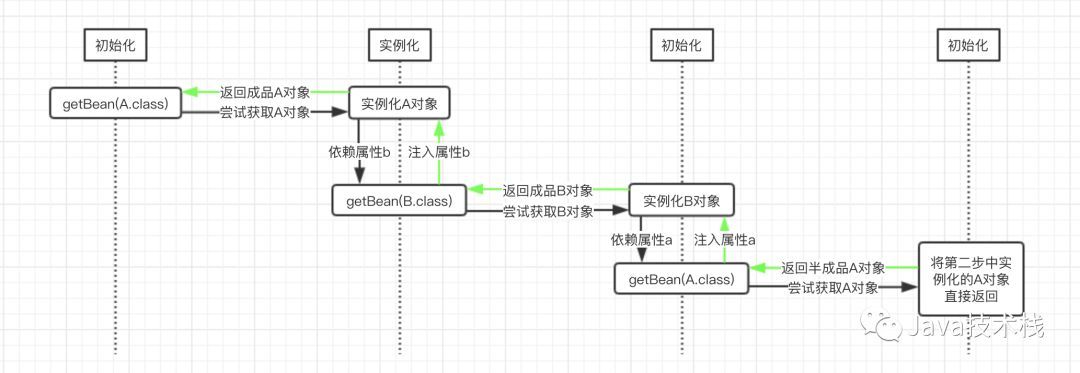 初始化
实例化
初始化
初始化
getBean(A.class)
返回成品A对象
尝试获取A对象
实例化A对象
依赖属性b
注入属性b
getBean(B.class)
返回成品B对象
尝试获取B对象
实例化B对象
依赖属性a
注入属性a
getBean(A.class)
返回半成品A对象
尝试获取A对象
将第二步中实
例化的A对象
直接返回
Java技术栈